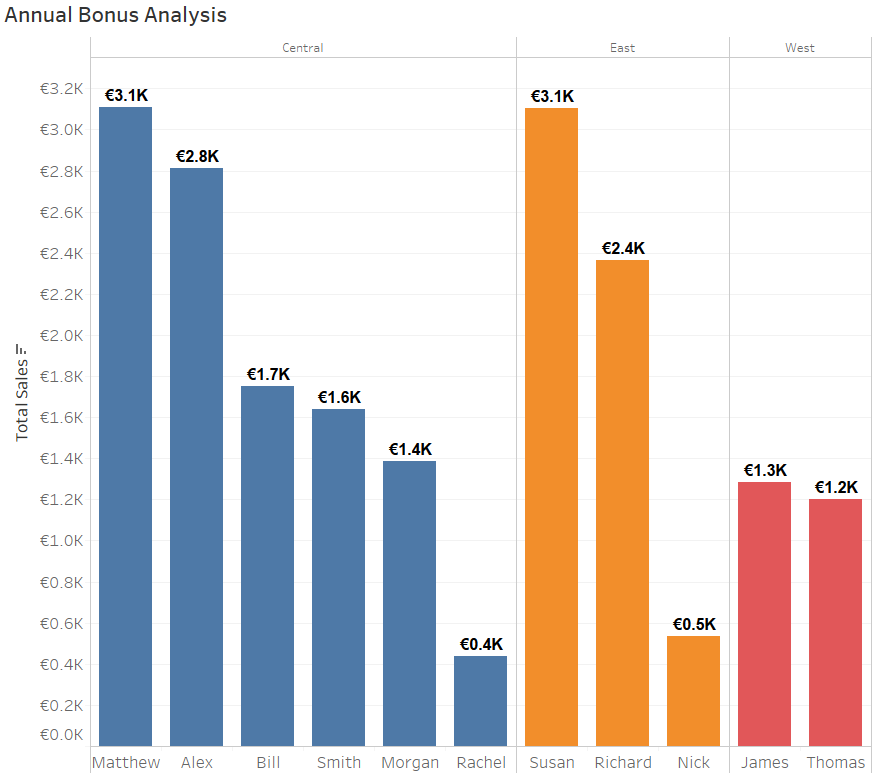 Annual Bonus Analysis
Central East West
€3.2K
€3.0K
€2.8K
€2.6K
€2.4K
€2.2K
€2.0K
€1.8K
€1.6K
€1.4K
€1.2K
€1.0K
€0.8K
€0.6K
€0.4K
€0.2K
€0.0K
Total Sales
€3.1K
€2.8K
€1.7K
€1.6K
€1.4K
€0.4K
€3.1K
€2.4K
€0.5K
€1.3K
€1.2K
Matthew Alex Bill Smith Morgan Rachel Susan Richard Nick James Thomas